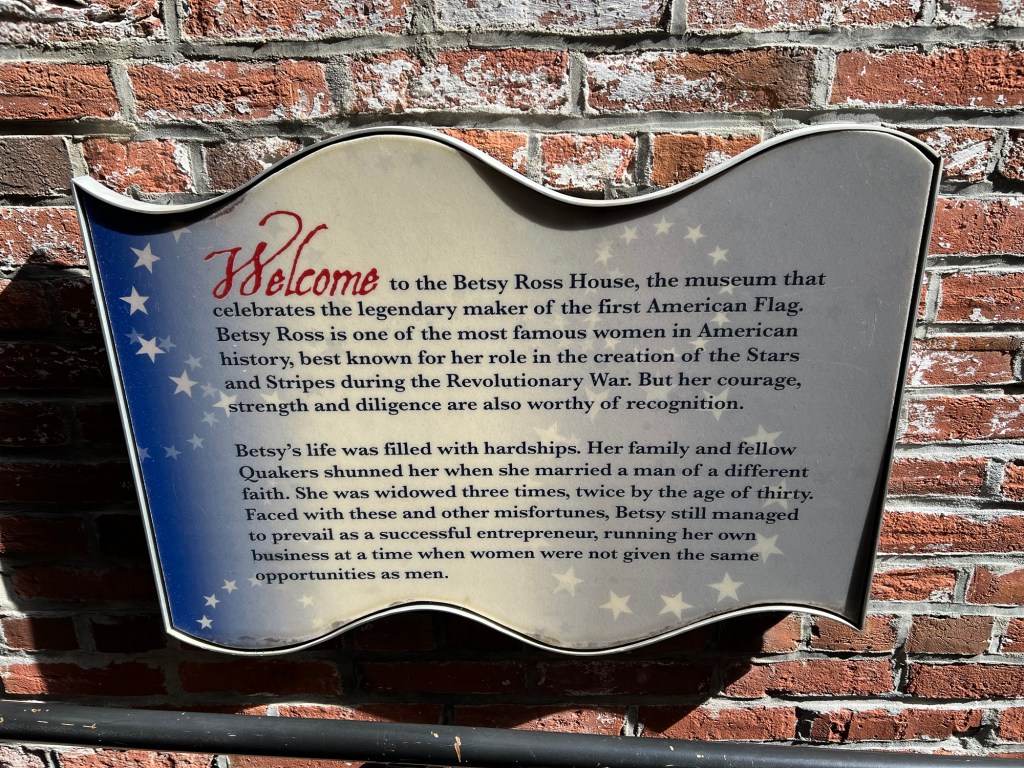 Welcome to the Betsy Ross House, the museum that
celebrates the legendary maker of the first American Flag.
Betsy Ross is one of the most famous women in American
history, best known for her role in the creation of the Stars
and Stripes during the Revolutionary War. But her courage,
strength and diligence are also worthy of recognition.
Betsy's life was filled with hardships. Her family and fellow
Quakers shunned her when she married a man of a different
faith. She was widowed three times, twice by the age of thirty.
Faced with these and other misfortunes, Betsy still managed
to prevail as a successful entrepreneur, running her own
business at a time when women were not given the same
opportunities as men.